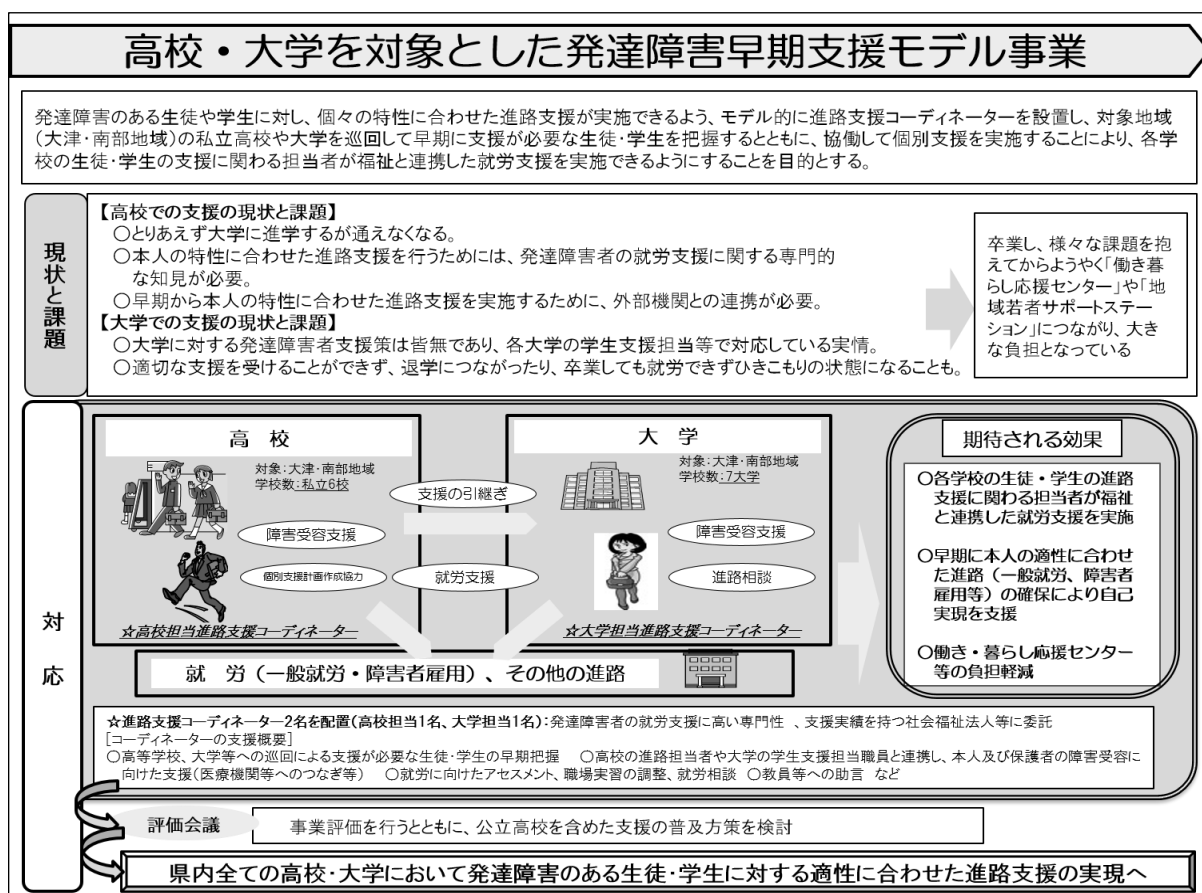 高校・大学を対象とした発達障害早期支援モデル事業
発達障害のある生徒や学生に対し、個々の特性に合わせた進路支援が実施できるよう、モデル的に進路支援コーディネーターを設置し、対象地域
（大津・南部地域）の私立高校や大学を巡回して早期に支援が必要な生徒・学生を把握するとともに、協働して個別支援を実施することにより、各学
校の生徒・学生の支援に関わる担当者が福祉と連携した就労支援を実施できるようにすることを目的とする。
現状と課題
【高校での支援の現状と課題】
○とりあえず大学に進学するが通えなくなる。
○本人の特性に合わせた進路支援を行うためには、発達障害者の就労支援に関する専門的
な知見が必要。
○早期から本人の特性に合わせた進路支援を実施するために、外部機関との連携が必要。
【大学での支援の現状と課題】
○大学に対する発達障害者支援策は皆無であり、各大学の学生支援担当等で対応している実情。
○適切な支援を受けることができず、退学につながったり、卒業しても就労できずひきこもりの状態になることも。
卒業し、様々な課題を抱
えてからようやく「働き暮
らし応援センター」や「地
域若者サポートステー
ション」につながり、大き
な負担となっている
対応
高 校
対象：大津・南部地域
学校数：私立6校
障害受容支援
個別支援計画作成協力
☆高校担当進路支援コーディネーター
支援の引継ぎ
就労支援
大 学
対象：大津・南部地域
学校数：7大学
障害受容支援
進路相談
☆大学担当進路支援コーディネーター
就 労（一般就労・障害者雇用）、その他の進路
期待される効果
○各学校の生徒・学生の進路
支援に関わる担当者が福祉
と連携した就労支援を実施
○早期に本人の適性に合わせ
た進路（一般就労、障害者
雇用等）の確保により自己
実現を支援
○働き・暮らし応援センター
等の負担軽減
☆進路支援コーディネーター2名を配置（高校担当1名、大学担当1名）：発達障害者の就労支援に高い専門性 、支援実績を持つ社会福祉法人等に委託
[コーディネーターの支援概要]
○高等学校、大学等への巡回による支援が必要な生徒・学生の早期把握 ○高校の進路担当者や大学の学生支援担当職員と連携し、本人及び保護者の障害受容に
向けた支援（医療機関等へのつなぎ等） ○就労に向けたアセスメント、職場実習の調整、就労相談 ○教員等への助言 など
評価会議
事業評価を行うとともに、公立高校を含めた支援の普及方策を検討
県内全ての高校・大学において発達障害のある生徒・学生に対する適性に合わせた進路支援の実現へ